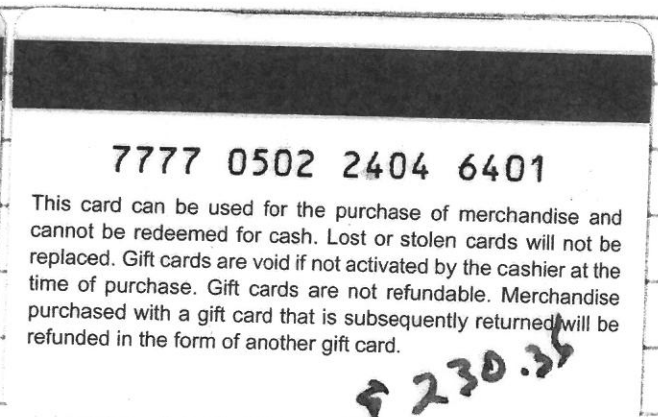 7777 0502 2404 6401
This card can be used for the purchase of merchandise and
cannot be redeemed for cash. Lost or stolen cards will not be
replaced. Gift cards are void if not activated by the cashier at the
time of purchase. Gift cards are not refundable. Merchandise
purchased with a gift card that is subsequently returned will be
refunded in the form of another gift card.
$ 230.35